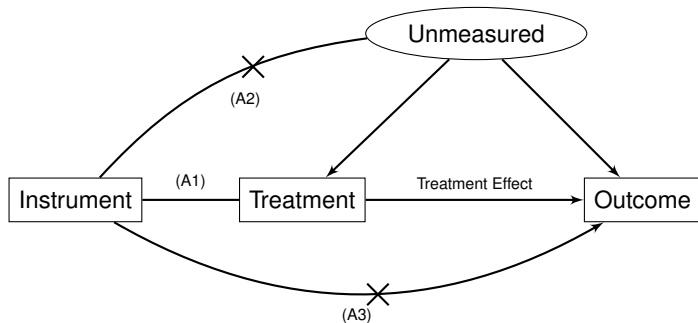 Unmeasured
(A2)
Instrument
(A1)
Treatment
Treatment Effect
Outcome
(A3)